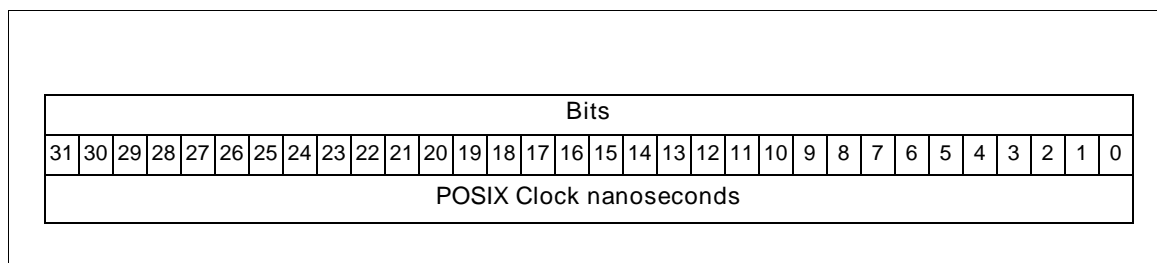 Bits
31 30 29 28 27 26 25 24 23 22 21 20 19 18 17 16 15 14 13 12 11 10 9 8 7 6 5 4 3 2 1 0
POSIX Clock nanoseconds